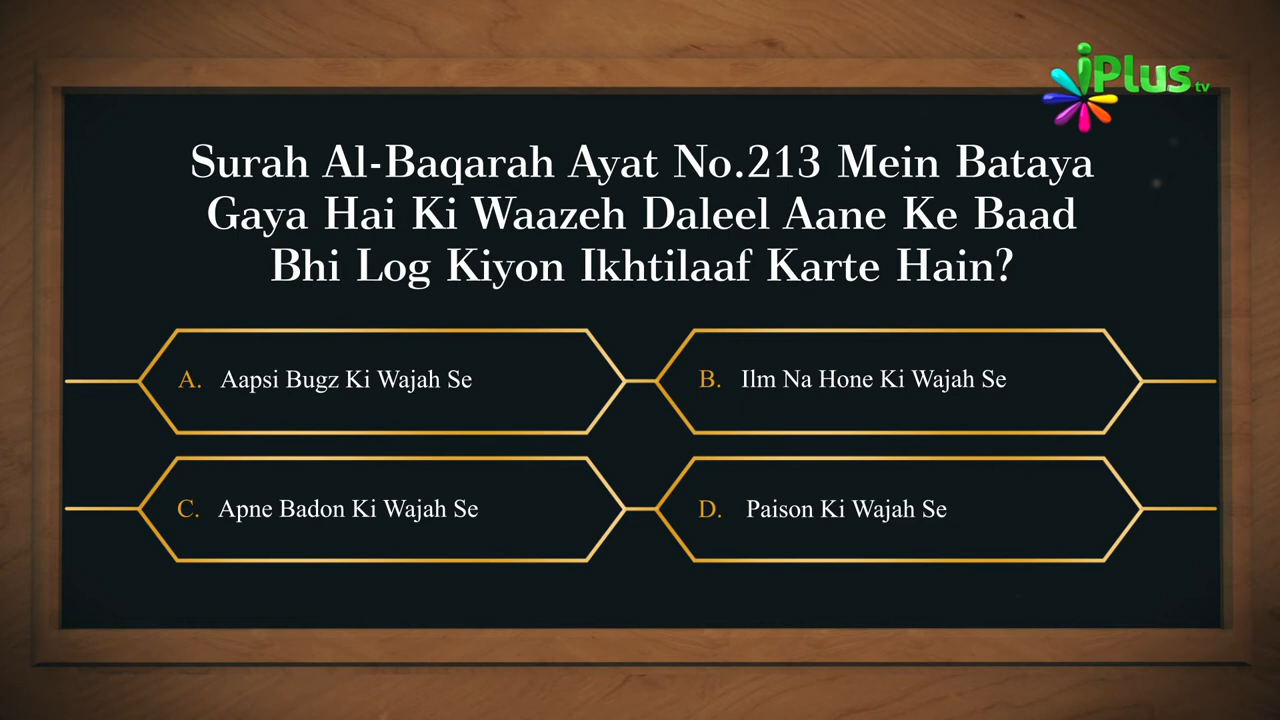 iPlus tv
Surah Al-Baqarah Ayat No.213 Mein Bataya
Gaya Hai Ki Waazeh Daleel Aane Ke Baad
Bhi Log Kiyon Ikhtilaaf Karte Hain?
A. Aapsi Bugz Ki Wajah Se
B. Ilm Na Hone Ki Wajah Se
C. Apne Badon Ki Wajah Se
D. Paison Ki Wajah Se